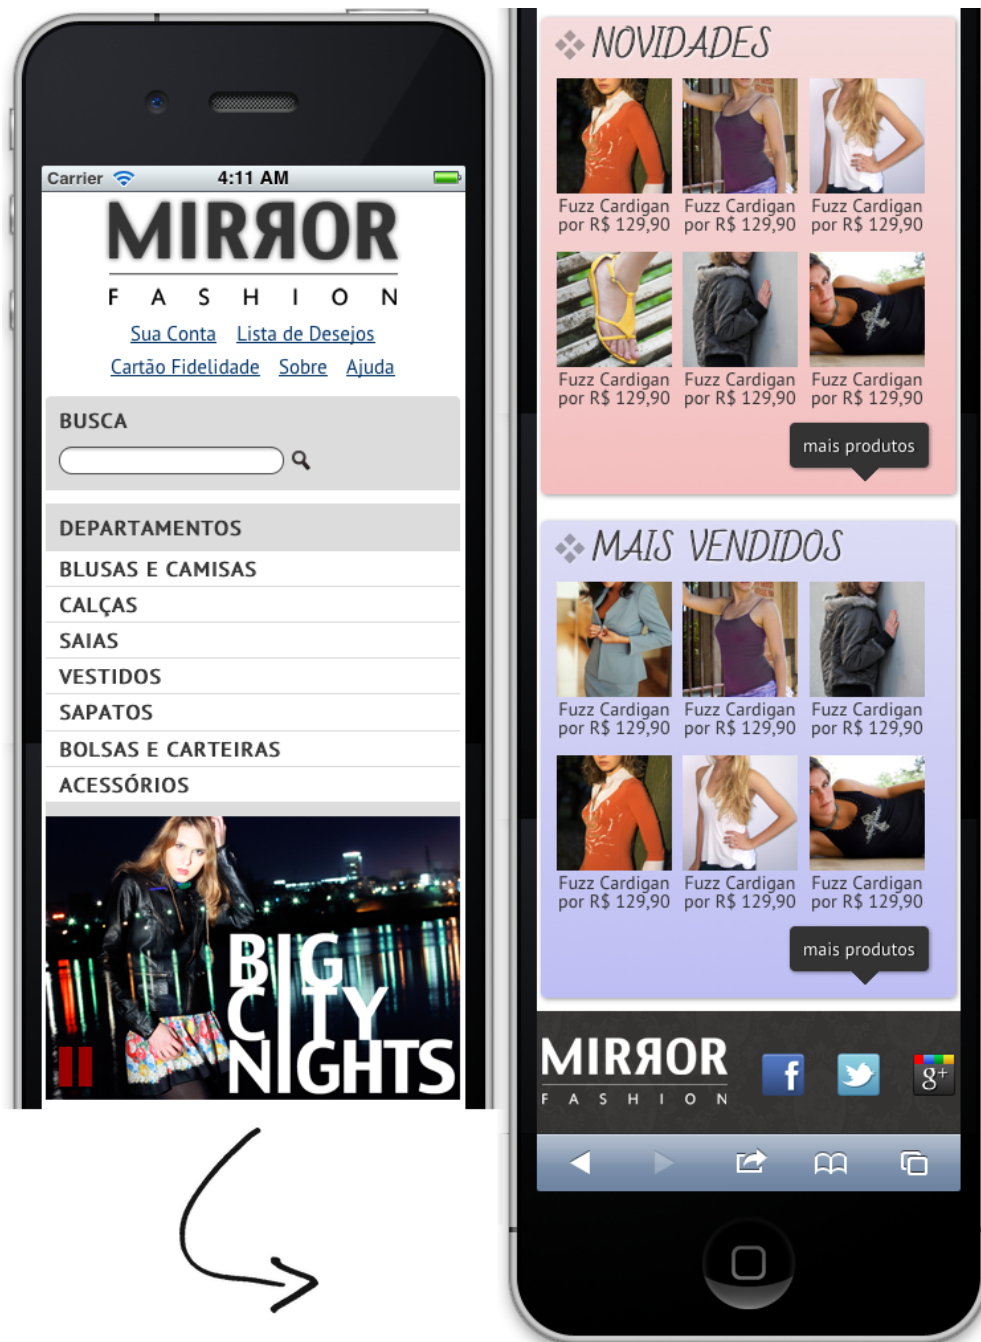 Carrier 4:11 AM
MIRЯOR
FASHION
Sua Conta Lista de Desejos
Cartão Fidelidade Sobre Ajuda
BUSCA
DEPARTAMENTOS
BLUSAS E CAMISAS
CALÇAS
SAIAS
VESTIDOS
SAPATOS
BOLSAS E CARTEIRAS
ACESSÓRIOS
BIG
CITY
NIGHTS
NOVIDADES
Fuzz Cardigan Fuzz Cardigan Fuzz Cardigan
por R$ 129,90 por R$ 129,90 por R$ 129,90
Fuzz Cardigan Fuzz Cardigan Fuzz Cardigan
por R$ 129,90 por R$ 129,90 por R$ 129,90
mais produtos
MAIS VENDIDOS
Fuzz Cardigan Fuzz Cardigan Fuzz Cardigan
por R$ 129,90 por R$ 129,90 por R$ 129,90
Fuzz Cardigan Fuzz Cardigan Fuzz Cardigan
por R$ 129,90 por R$ 129,90 por R$ 129,90
mais produtos
MIRЯOR
FASHION
f
g+